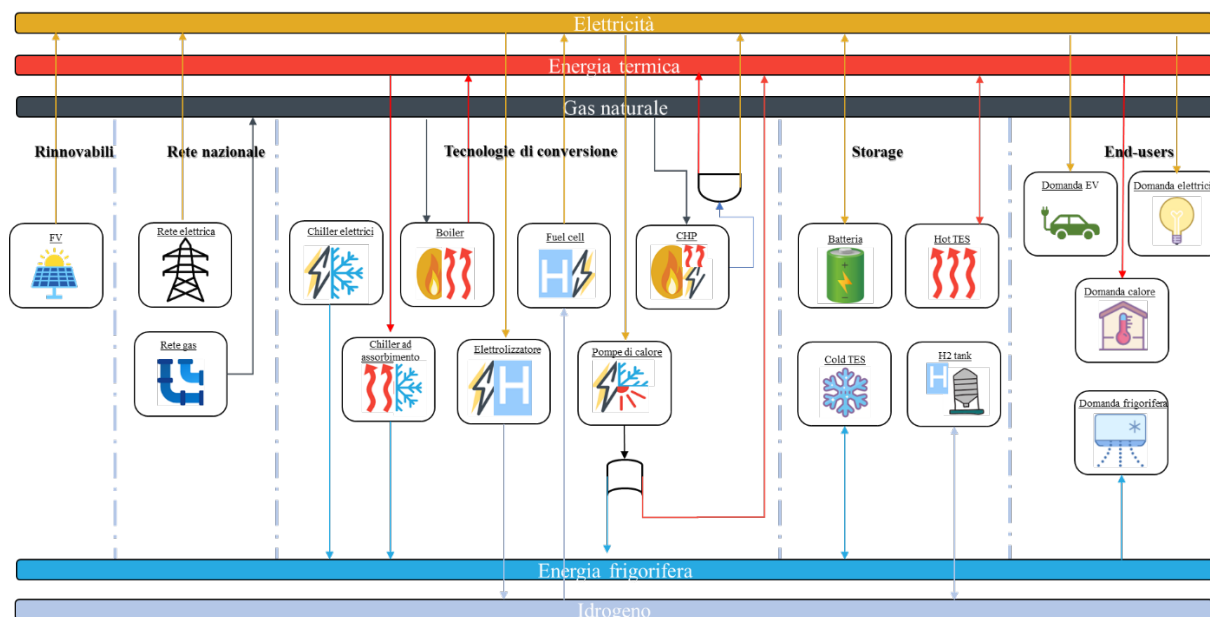 Elettricità
Energia termica
Gas naturale
Rinnovabili
Rete nazionale
Tecnologie di conversione
Storage
End-users
FV
Rete elettrica
Chiller elettrici
Boiler
Fuel cell
CHP
Batteria
Hot TES
Domanda EV
Domanda elettrica
Domanda calore
Rete gas
Chiller ad
assorbimento
Elettrolizzatore
Pompe di calore
Cold TES
H2 tank
Domanda frigorifera
H
H
H
Energia frigorifera
Idrogeno